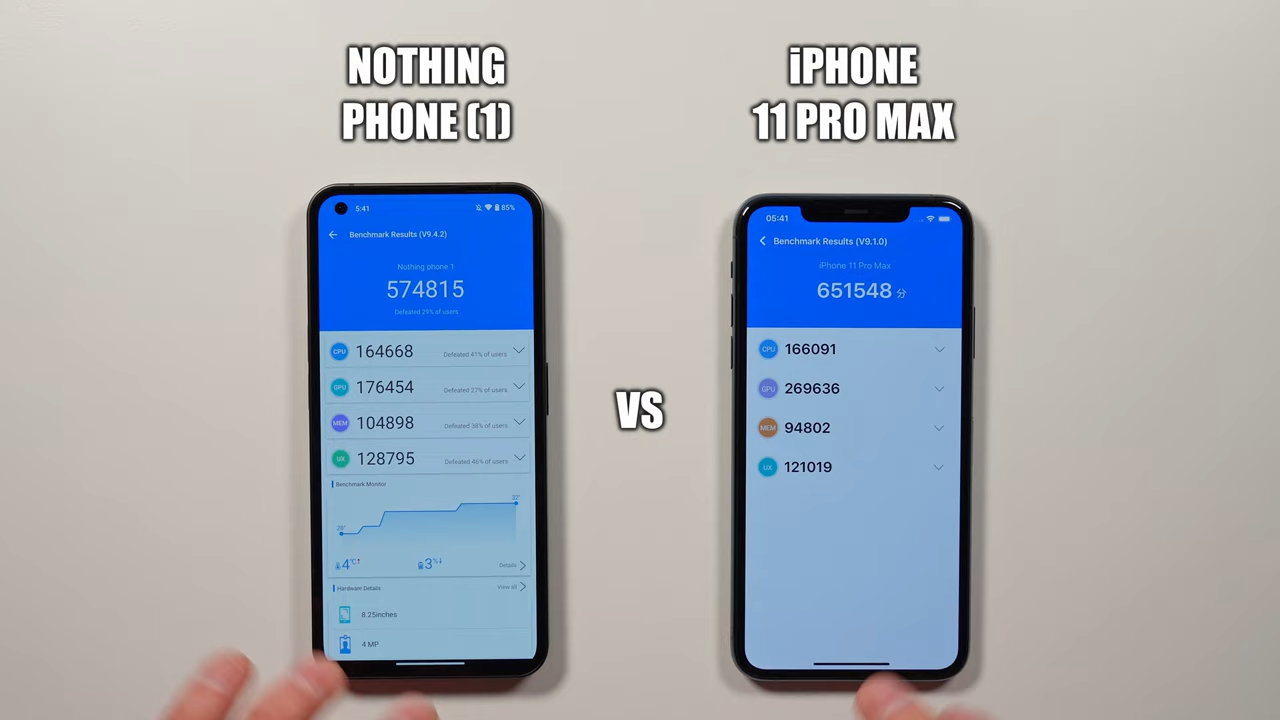 NOTHING
PHONE (1)
iPHONE
11 PRO MAX
VS
5:41
85%
Benchmark Results (V9.4.2)
Nothing phone 1
574815
Defeated 29% of users
CPU 164668 Defeated 41% of users
GPU 176454 Defeated 27% of users
MEM 104898 Defeated 38% of users
UX 128795 Defeated 46% of users
Benchmark Monitor
28° 32°
4°C↑ 3%↓ Details
Hardware Details View all
8.25inches
4 MP
05:41
Benchmark Results (V9.1.0)
iPhone 11 Pro Max
651548 分
CPU 166091
GPU 269636
MEM 94802
UX 121019